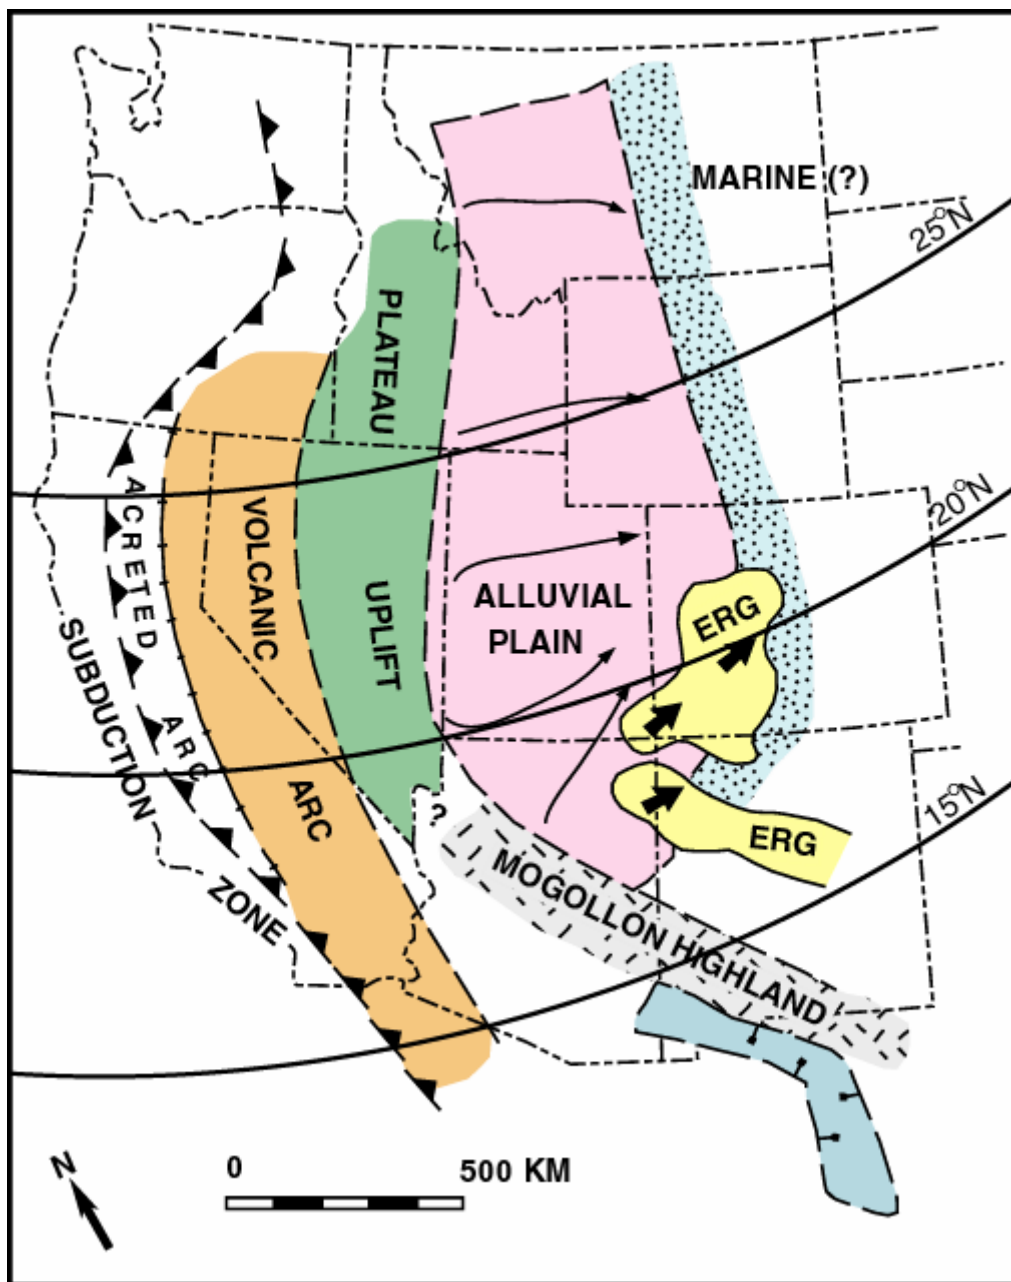 MARINE (?)
25°N
PLATEAU
ACRETED
ARC
VOLCANIC
ARC
UPLIFT
ALLUVIAL
PLAIN
ERG
20°N
SUBDUCTION
ZONE
?
ERG
15°N
MOGOLLON HIGHLAND
N
0 500 KM